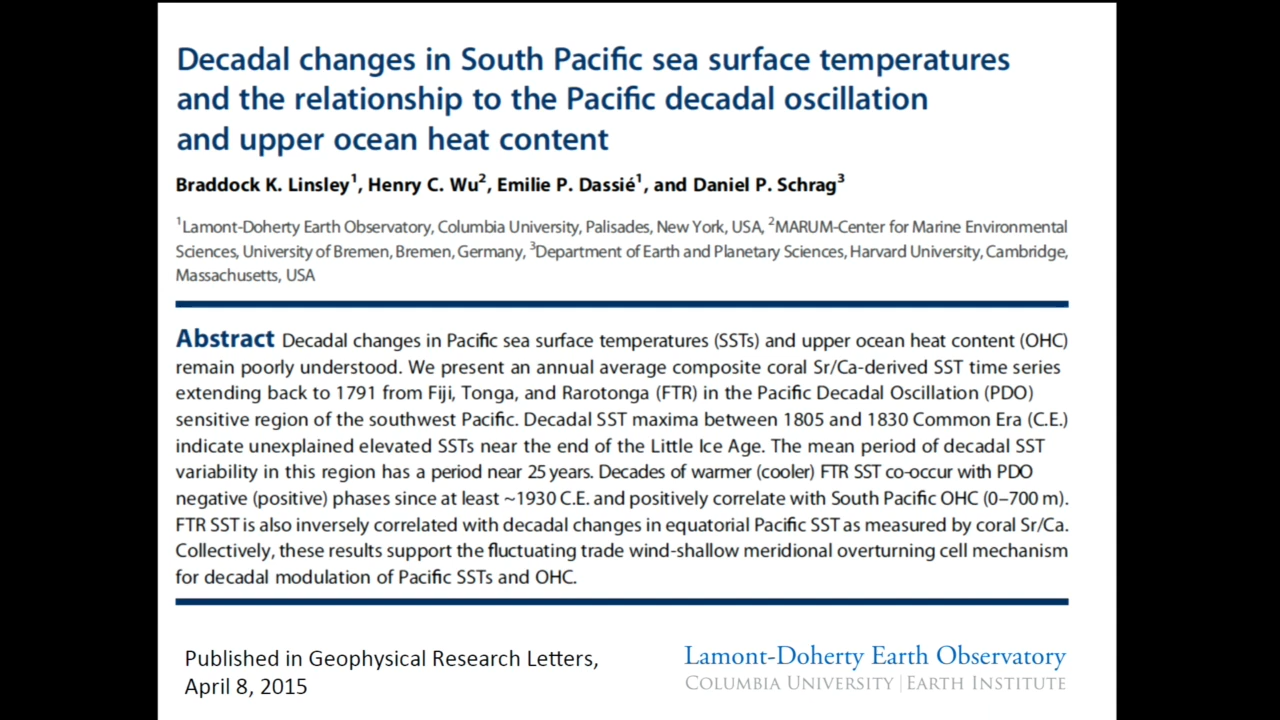 Decadal changes in South Pacific sea surface temperatures
and the relationship to the Pacific decadal oscillation
and upper ocean heat content
Braddock K. Linsley¹, Henry C. Wu², Emilie P. Dassié¹, and Daniel P. Schrag³
¹Lamont-Doherty Earth Observatory, Columbia University, Palisades, New York, USA, ²MARUM-Center for Marine Environmental
Sciences, University of Bremen, Bremen, Germany, ³Department of Earth and Planetary Sciences, Harvard University, Cambridge,
Massachusetts, USA
Abstract Decadal changes in Pacific sea surface temperatures (SSTs) and upper ocean heat content (OHC)
remain poorly understood. We present an annual average composite coral Sr/Ca-derived SST time series
extending back to 1791 from Fiji, Tonga, and Rarotonga (FTR) in the Pacific Decadal Oscillation (PDO)
sensitive region of the southwest Pacific. Decadal SST maxima between 1805 and 1830 Common Era (C.E.)
indicate unexplained elevated SSTs near the end of the Little Ice Age. The mean period of decadal SST
variability in this region has a period near 25 years. Decades of warmer (cooler) FTR SST co-occur with PDO
negative (positive) phases since at least ~1930 C.E. and positively correlate with South Pacific OHC (0–700 m).
FTR SST is also inversely correlated with decadal changes in equatorial Pacific SST as measured by coral Sr/Ca.
Collectively, these results support the fluctuating trade wind-shallow meridional overturning cell mechanism
for decadal modulation of Pacific SSTs and OHC.
Published in Geophysical Research Letters,
April 8, 2015
Lamont-Doherty Earth Observatory
COLUMBIA UNIVERSITY | EARTH INSTITUTE